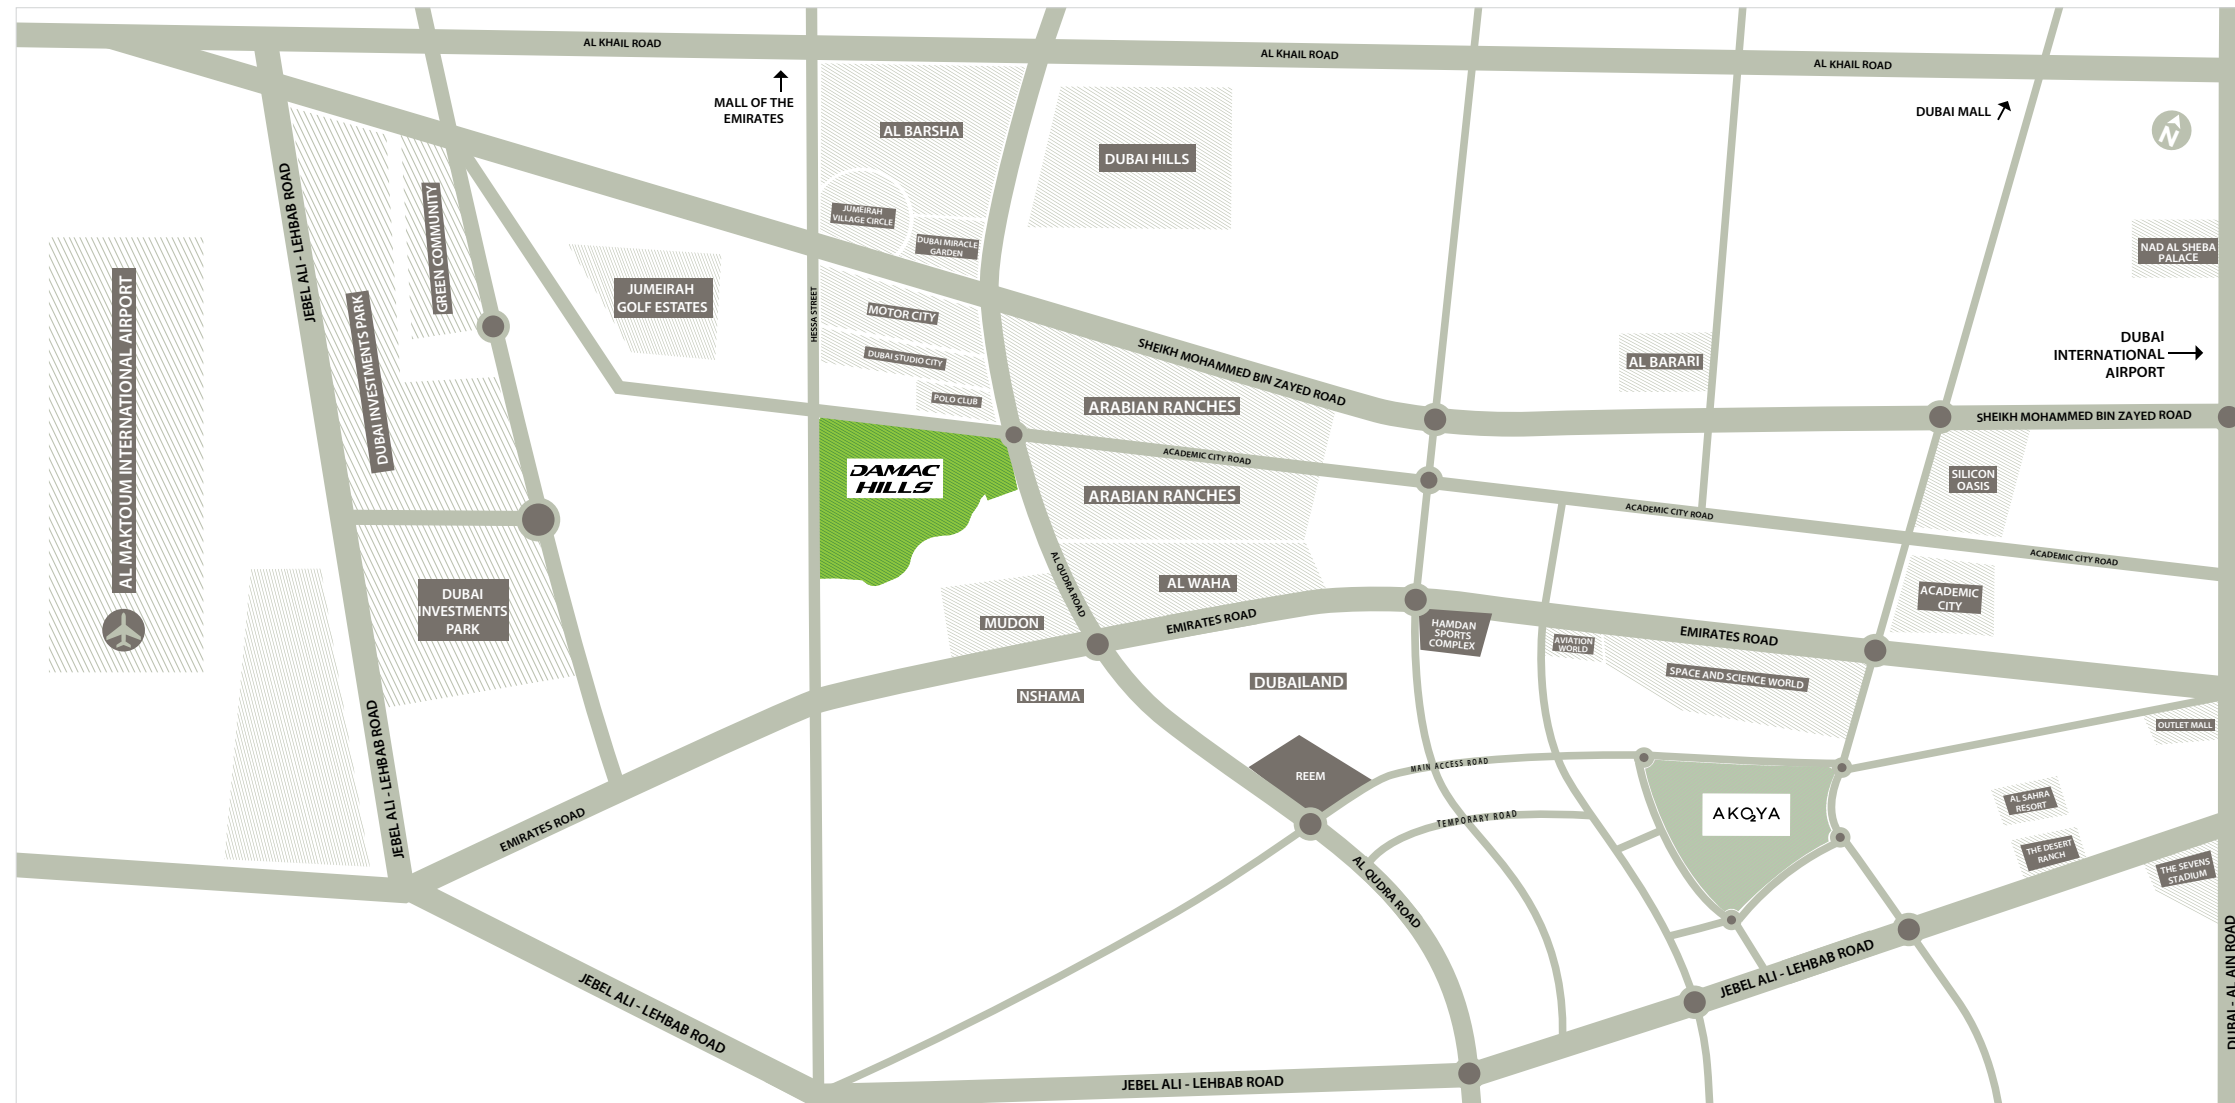 AL KHAIL ROAD
AL KHAIL ROAD
AL KHAIL ROAD
MALL OF THE
EMIRATES
DUBAI MALL
N
AL BARSHA
DUBAI HILLS
JUMEIRAH
VILLAGE CIRCLE
DUBAI MIRACLE
GARDEN
NAD AL SHEBA
PALACE
JEBEL ALI - LEHBAB ROAD
GREEN COMMUNITY
AL MAKTOUM INTERNATIONAL AIRPORT
DUBAI INVESTMENTS PARK
JUMEIRAH
GOLF ESTATES
HESSA STREET
MOTOR CITY
DUBAI STUDIO CITY
POLO CLUB
SHEIKH MOHAMMED BIN ZAYED ROAD
AL BARARI
DUBAI
INTERNATIONAL
AIRPORT
SHEIKH MOHAMMED BIN ZAYED ROAD
ARABIAN RANCHES
ACADEMIC CITY ROAD
ARABIAN RANCHES
DAMAC
HILLS
SILICON
OASIS
ACADEMIC CITY ROAD
ACADEMIC CITY ROAD
AL QUDRA ROAD
AL WAHA
DUBAI
INVESTMENTS
PARK
MUDON
EMIRATES ROAD
HAMDAN
SPORTS
COMPLEX
AVIATION
WORLD
EMIRATES ROAD
ACADEMIC
CITY
SPACE AND SCIENCE WORLD
NSHAMA
DUBAILAND
OUTLET MALL
JEBEL ALI - LEHBAB ROAD
REEM
MAIN ACCESS ROAD
TEMPORARY ROAD
AKO2YA
AL SAHRA
RESORT
THE DESERT
RANCH
THE SEVENS
STADIUM
EMIRATES ROAD
AL QUDRA ROAD
JEBEL ALI - LEHBAB ROAD
JEBEL ALI - LEHBAB ROAD
JEBEL ALI - LEHBAB ROAD
DUBAI - AL AIN ROAD